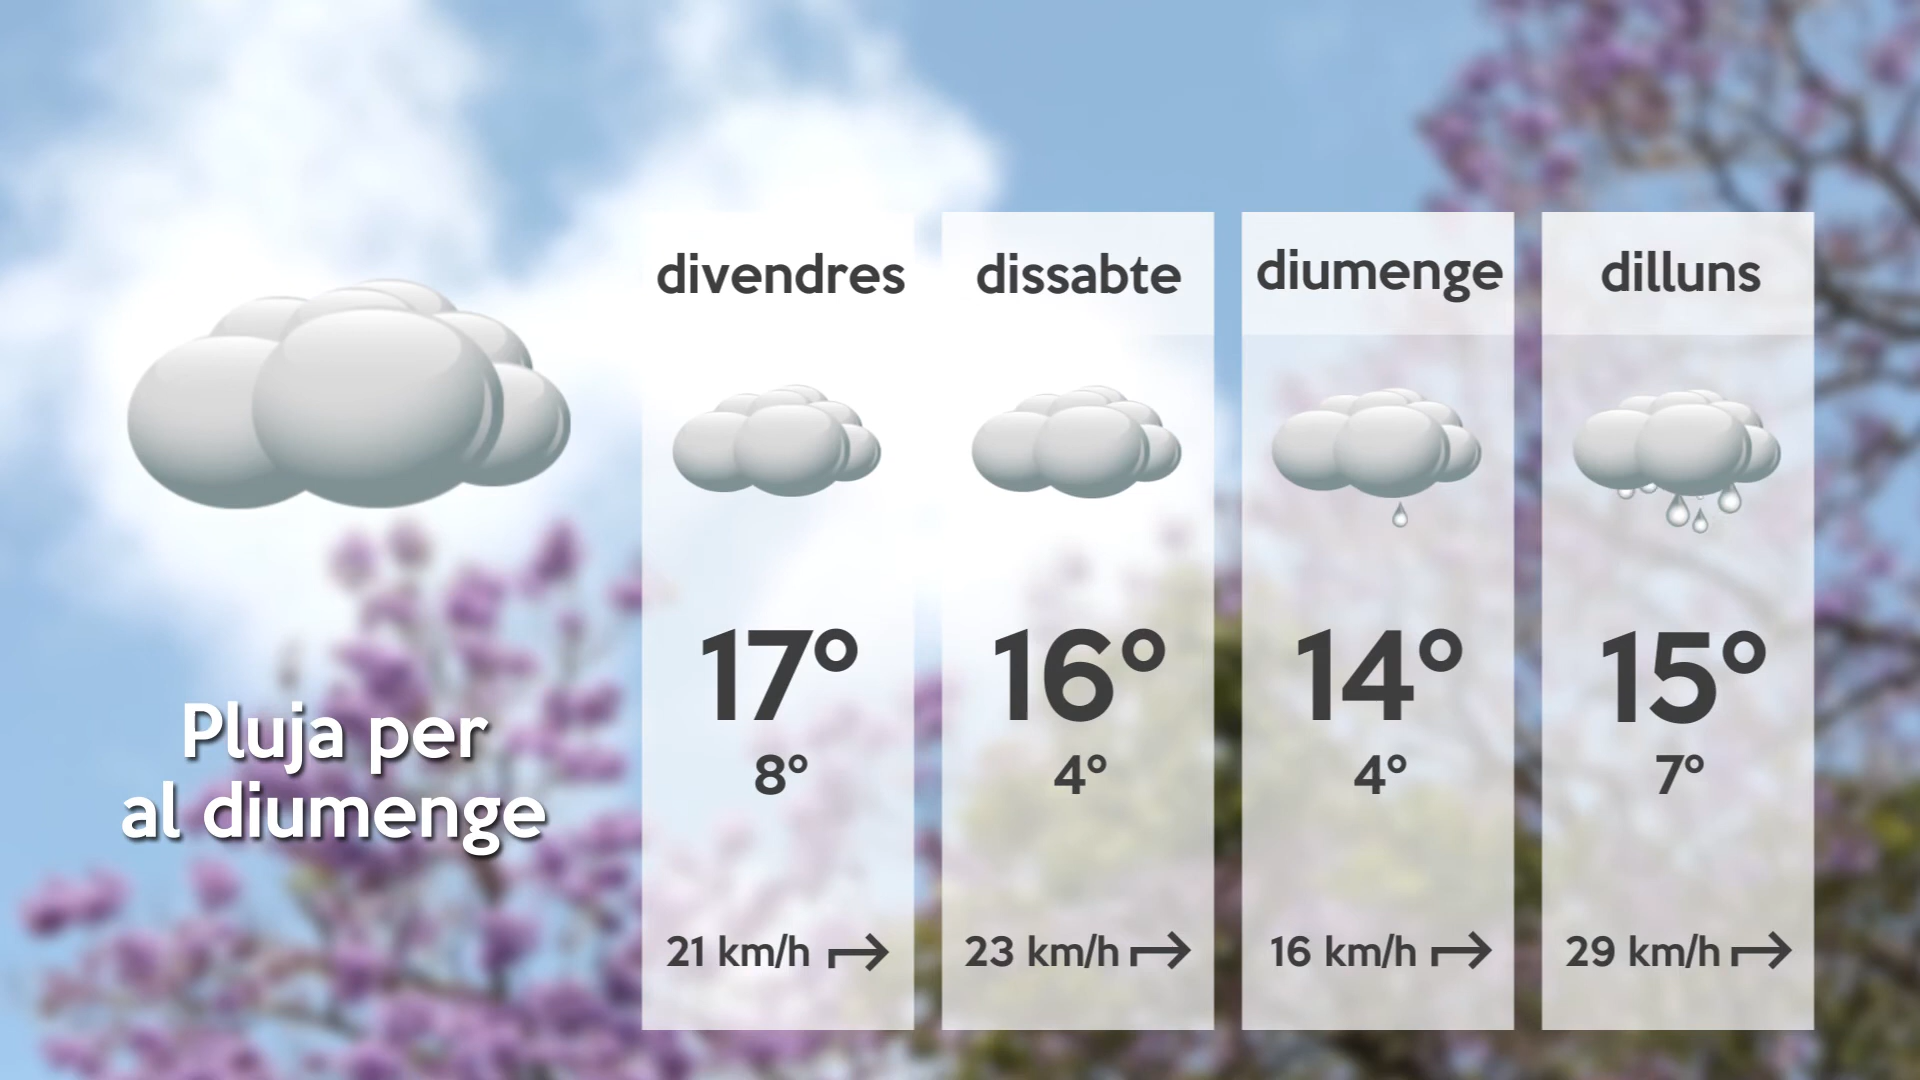 Pluja per
al diumenge
divendres
17°
8°
21 km/h
dissabte
16°
4°
23 km/h
diumenge
14°
4°
16 km/h
dilluns
15°
7°
29 km/h